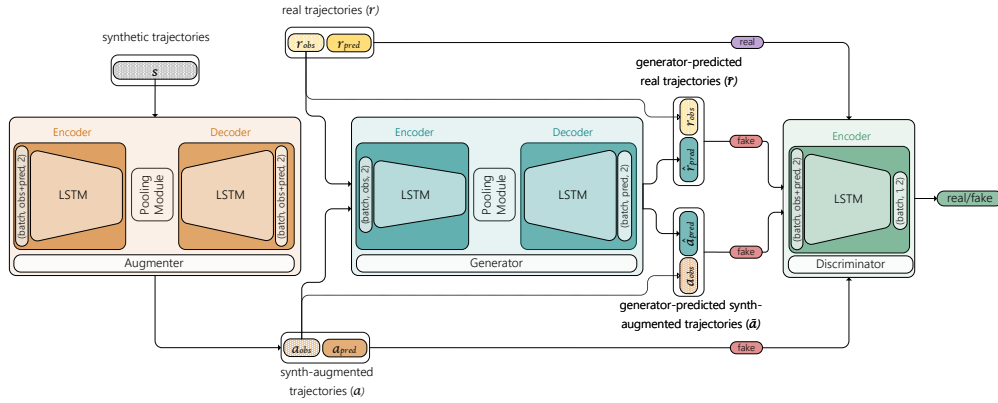 real trajectories (r)
synthetic trajectories
r_obs r_pred
real
s
generator-predicted
real trajectories (r̄)
Encoder
Decoder
(batch, obs+pred, 2)
LSTM
Pooling
Module
LSTM
(batch, obs+pred, 2)
Augmenter
Encoder
Decoder
(batch, obs, 2)
LSTM
Pooling
Module
LSTM
(batch, pred, 2)
Generator
r_obs
r̂_pred
fake
â_pred
a_obs
fake
Encoder
(batch, obs+pred, 2)
LSTM
(batch, 1, 2)
Discriminator
real/fake
generator-predicted synth-
augmented trajectories (ā)
a_obs a_pred
fake
synth-augmented
trajectories (a)